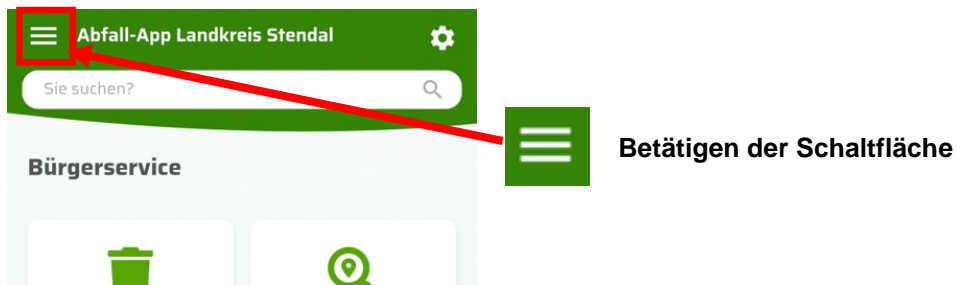 Abfall-App Landkreis Stendal
Sie suchen?
Betätigen der Schaltfläche
Bürgerservice